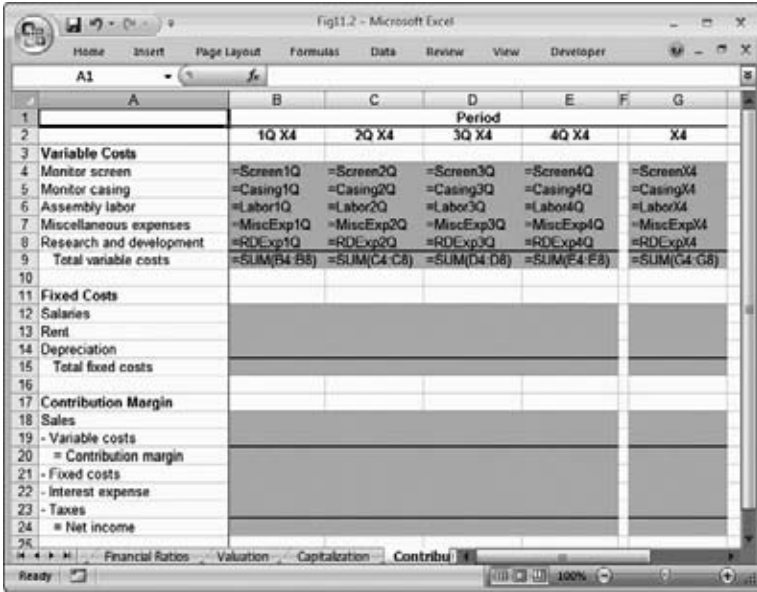 Fig11.2 - Microsoft Excel
Home Insert Page Layout Formulas Data Review View Developer
A1 fx
A B C D E F G
1 Period
2 1Q X4 2Q X4 3Q X4 4Q X4 X4
3 Variable Costs
4 Monitor screen =Screen1Q =Screen2Q =Screen3Q =Screen4Q =ScreenX4
5 Monitor casing =Casing1Q =Casing2Q =Casing3Q =Casing4Q =CasingX4
6 Assembly labor =Labor1Q =Labor2Q =Labor3Q =Labor4Q =LaborX4
7 Miscellaneous expenses =MiscExp1Q =MiscExp2Q =MiscExp3Q =MiscExp4Q =MiscExpX4
8 Research and development =RDExp1Q =RDExp2Q =RDExp3Q =RDExp4Q =RDExpX4
9 Total variable costs =SUM(B4:B8) =SUM(C4:C8) =SUM(D4:D8) =SUM(E4:E8) =SUM(G4:G8)
10
11 Fixed Costs
12 Salaries
13 Rent
14 Depreciation
15 Total fixed costs
16
17 Contribution Margin
18 Sales
19 - Variable costs
20 = Contribution margin
21 - Fixed costs
22 - Interest expense
23 - Taxes
24 = Net income
25
Financial Ratios Valuation Capitalization Contribu
Ready 100%